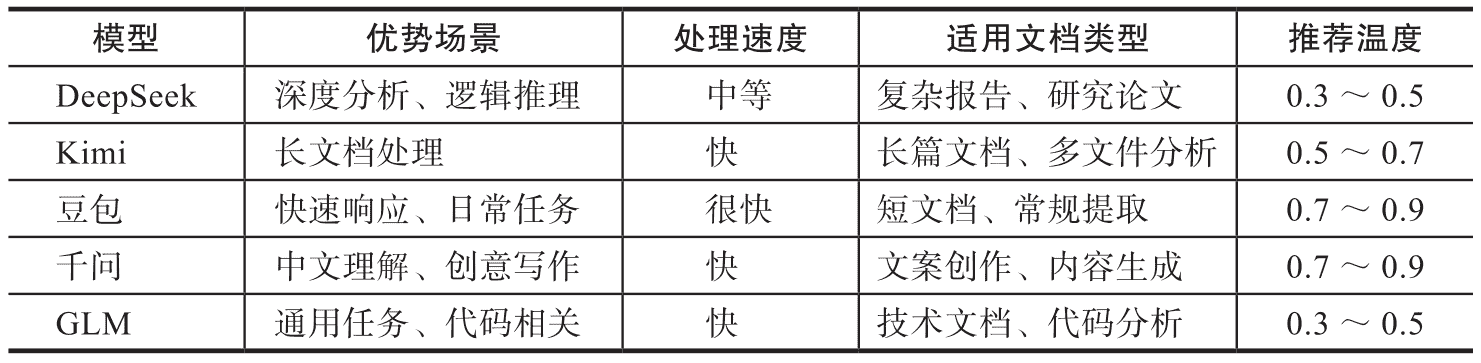 模型 优势场景 处理速度 适用文档类型 推荐温度
DeepSeek 深度分析、逻辑推理 中等 复杂报告、研究论文 0.3～0.5
Kimi 长文档处理 快 长篇文档、多文件分析 0.5～0.7
豆包 快速响应、日常任务 很快 短文档、常规提取 0.7～0.9
千问 中文理解、创意写作 快 文案创作、内容生成 0.7～0.9
GLM 通用任务、代码相关 快 技术文档、代码分析 0.3～0.5